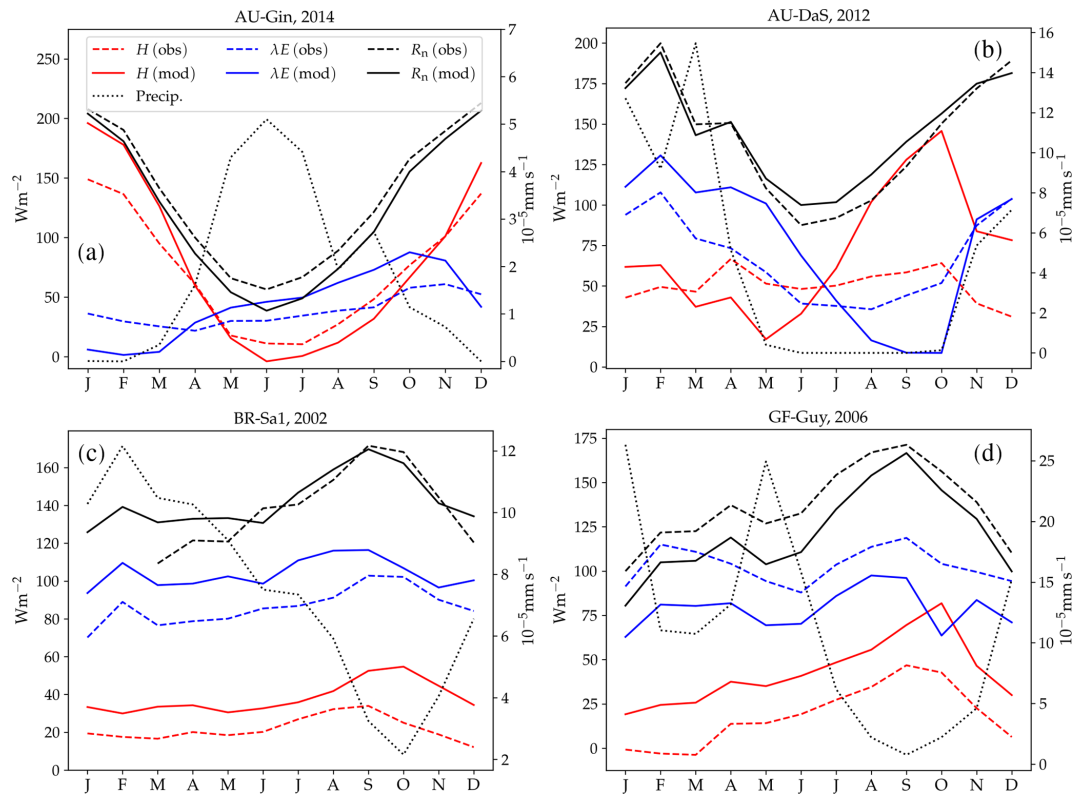 AU-Gin, 2014
H (obs) λE (obs) Rn (obs)
H (mod) λE (mod) Rn (mod)
Precip.
(a)
Wm−2
250
200
150
100
50
0
7
6
5
4
3
2
1
0
10−5mm s−1
J F M A M J J A S O N D
AU-DaS, 2012
(b)
Wm−2
200
175
150
125
100
75
50
25
0
16
14
12
10
8
6
4
2
0
10−5mm s−1
J F M A M J J A S O N D
BR-Sa1, 2002
(c)
Wm−2
160
140
120
100
80
60
40
20
0
12
10
8
6
4
2
10−5mm s−1
J F M A M J J A S O N D
GF-Guy, 2006
(d)
Wm−2
175
150
125
100
75
50
25
0
25
20
15
10
5
0
10−5mm s−1
J F M A M J J A S O N D